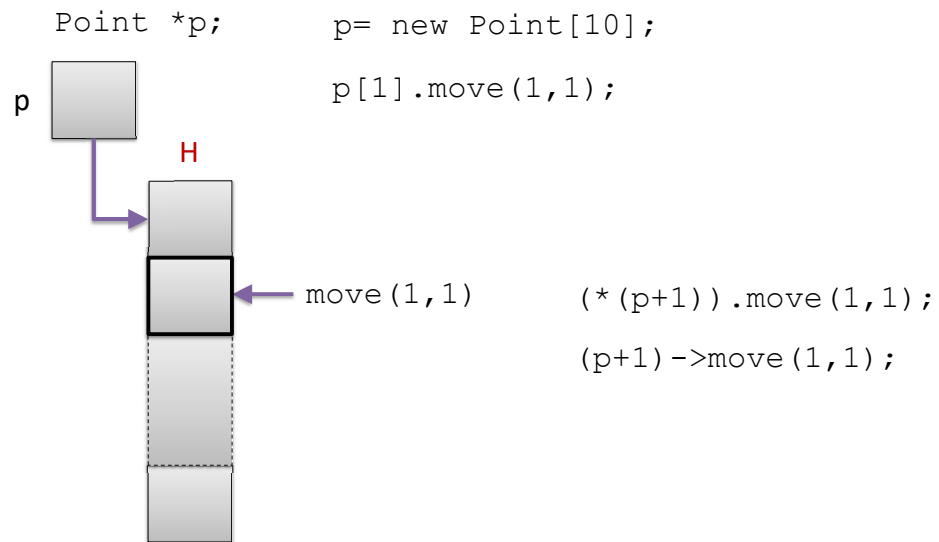 Point *p;
p= new Point[10];
p[1].move(1,1);
p
H
move(1,1)
(*(p+1)).move(1,1);
(p+1)->move(1,1);